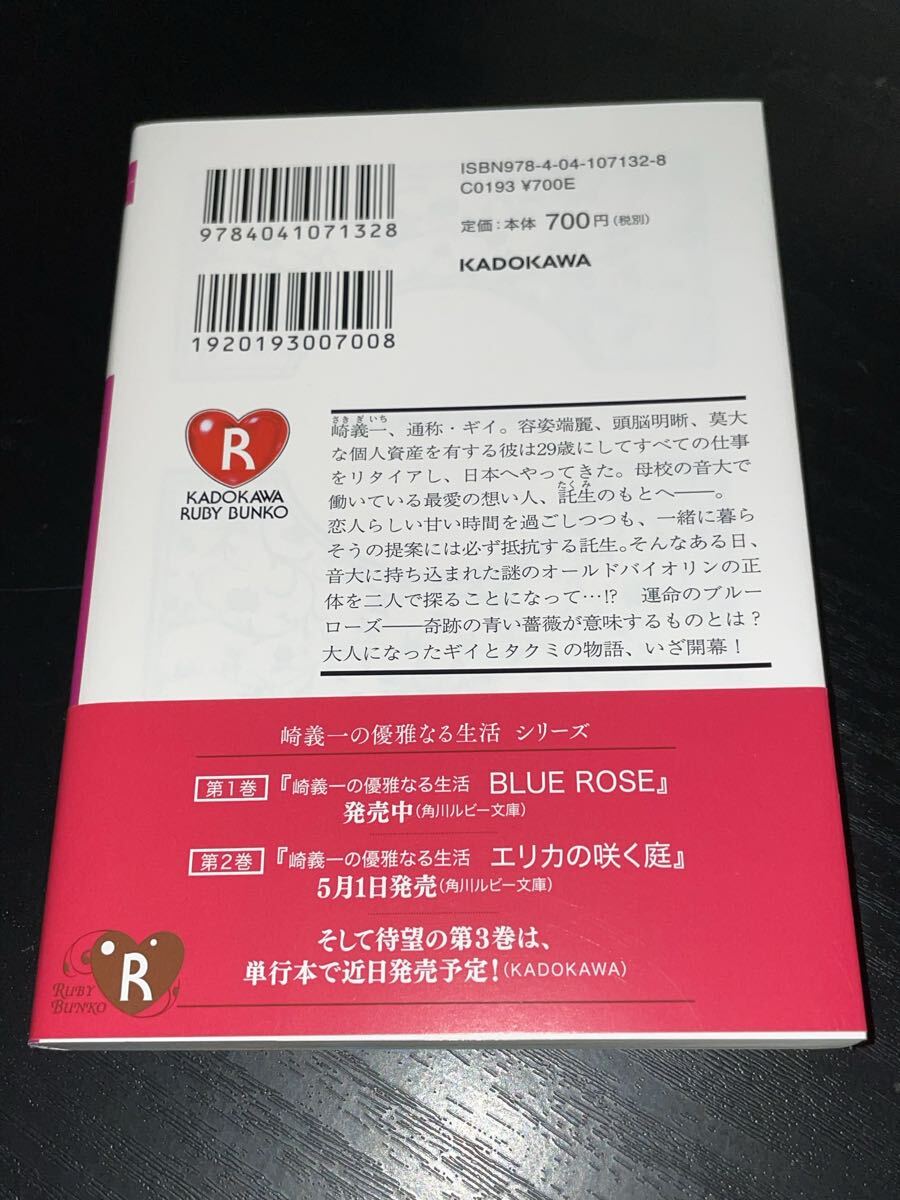 ISBN978-4-04-107132-8
C0193 ¥700E
定価：本体 700円（税別）
KADOKAWA
9784041071328
1920193007008
R
KADOKAWA
RUBY BUNKO
さきぎいち
崎義一、通称・ギイ。容姿端麗、頭脳明晰、莫大
な個人資産を有する彼は29歳にしてすべての仕事
をリタイアし、日本へやってきた。母校の音大で
たくみ
働いている最愛の想い人、託生のもとへ――。
恋人らしい甘い時間を過ごしつつも、一緒に暮ら
そうの提案には必ず抵抗する託生。そんなある日、
音大に持ち込まれた謎のオールドバイオリンの正
体を二人で探ることになって…!?　運命のブルー
ローズ――奇跡の青い薔薇が意味するものとは？
大人になったギイとタクミの物語、いざ開幕！
崎義一の優雅なる生活 シリーズ
第1巻『崎義一の優雅なる生活　BLUE ROSE』
発売中（角川ルビー文庫）
第2巻『崎義一の優雅なる生活　エリカの咲く庭』
5月1日発売（角川ルビー文庫）
そして待望の第3巻は、
単行本で近日発売予定！（KADOKAWA）
R
RUBY
BUNKO